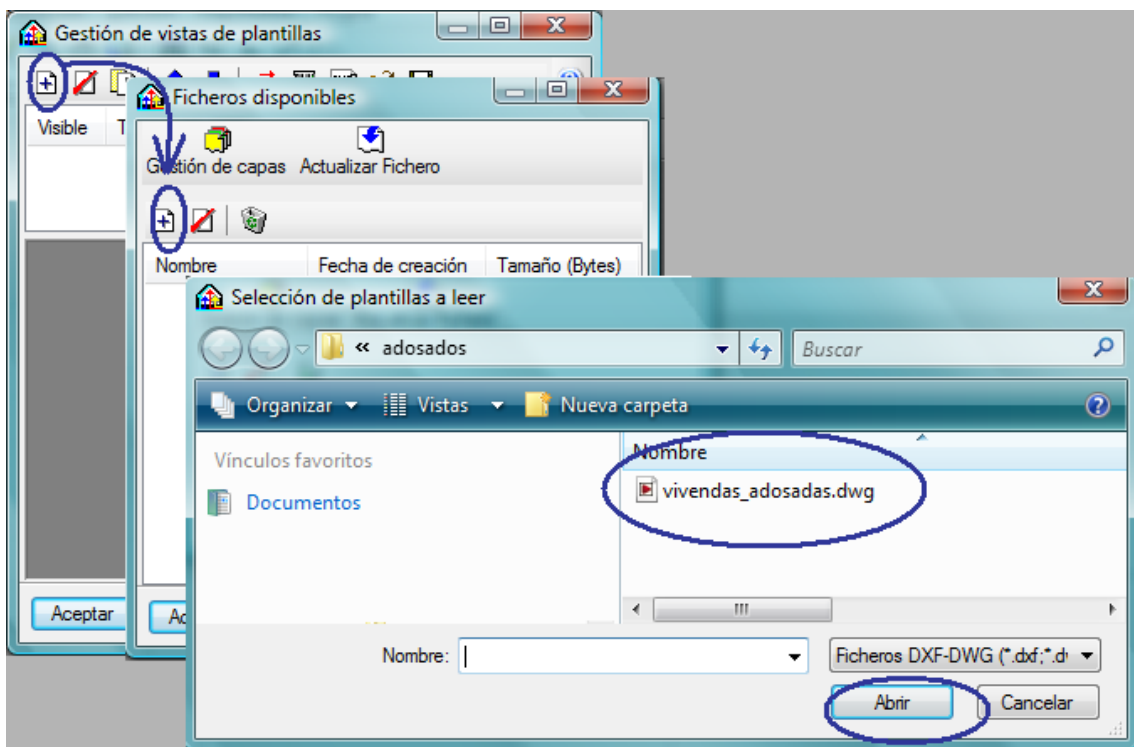 Gestión de vistas de plantillas
Visible
Ficheros disponibles
Gestión de capas Actualizar Fichero
Nombre Fecha de creación Tamaño (Bytes)
Selección de plantillas a leer
« adosados
Buscar
Organizar Vistas Nueva carpeta
Vínculos favoritos
Documentos
Nombre
vivendas_adosadas.dwg
Aceptar
Nombre:
Ficheros DXF-DWG (*.dxf;*.d
Abrir Cancelar